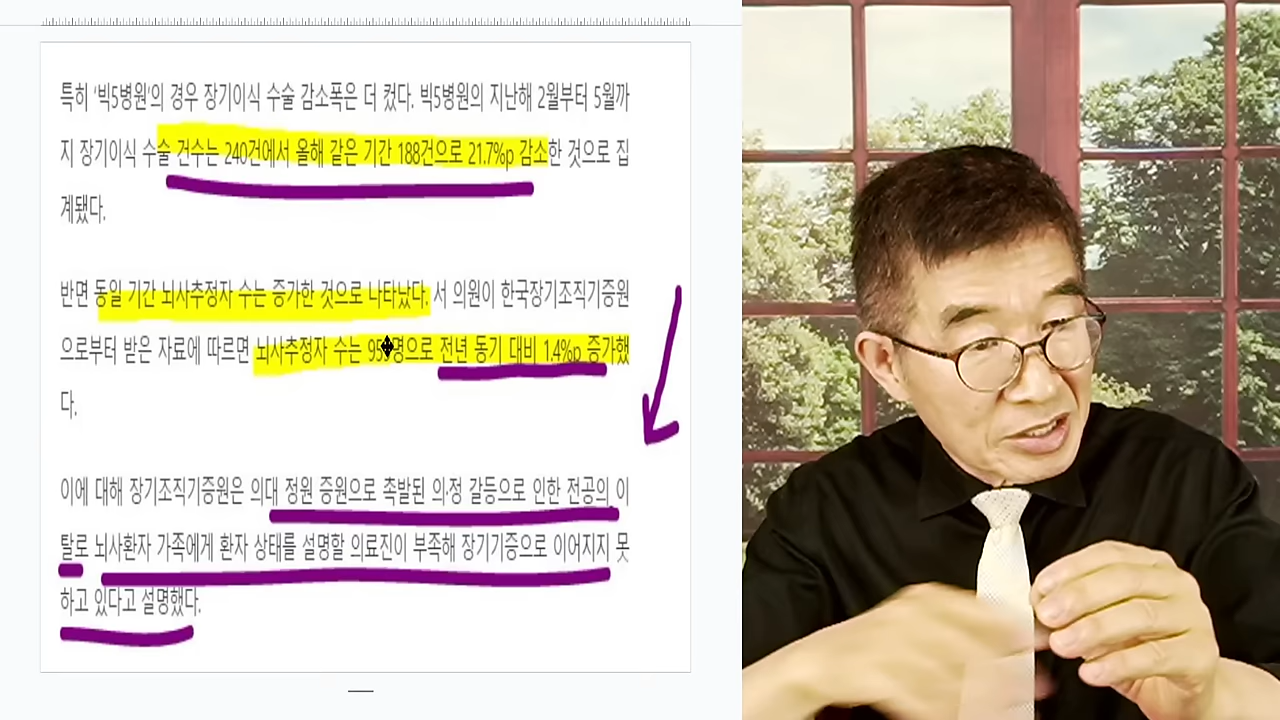 특히 '빅5병원'의 경우 장기이식 수술 감소폭은 더 컸다. 빅5병원의 지난해 2월부터 5월까
지 장기이식 수술 건수는 240건에서 올해 같은 기간 188건으로 21.7%p 감소한 것으로 집
계됐다.
반면 동일 기간 뇌사추정자 수는 증가한 것으로 나타났다. 서 의원이 한국장기조직기증원
으로부터 받은 자료에 따르면 뇌사추정자 수는 전년 동기 대비 1.4%p 증가했
다.
이에 대해 장기조직기증원은 의대 정원 증원으로 촉발된 의·정 갈등으로 인한 전공의 이
탈로 뇌사환자 가족에게 환자 상태를 설명할 의료진이 부족해 장기기증으로 이어지지 못
하고 있다고 설명했다.